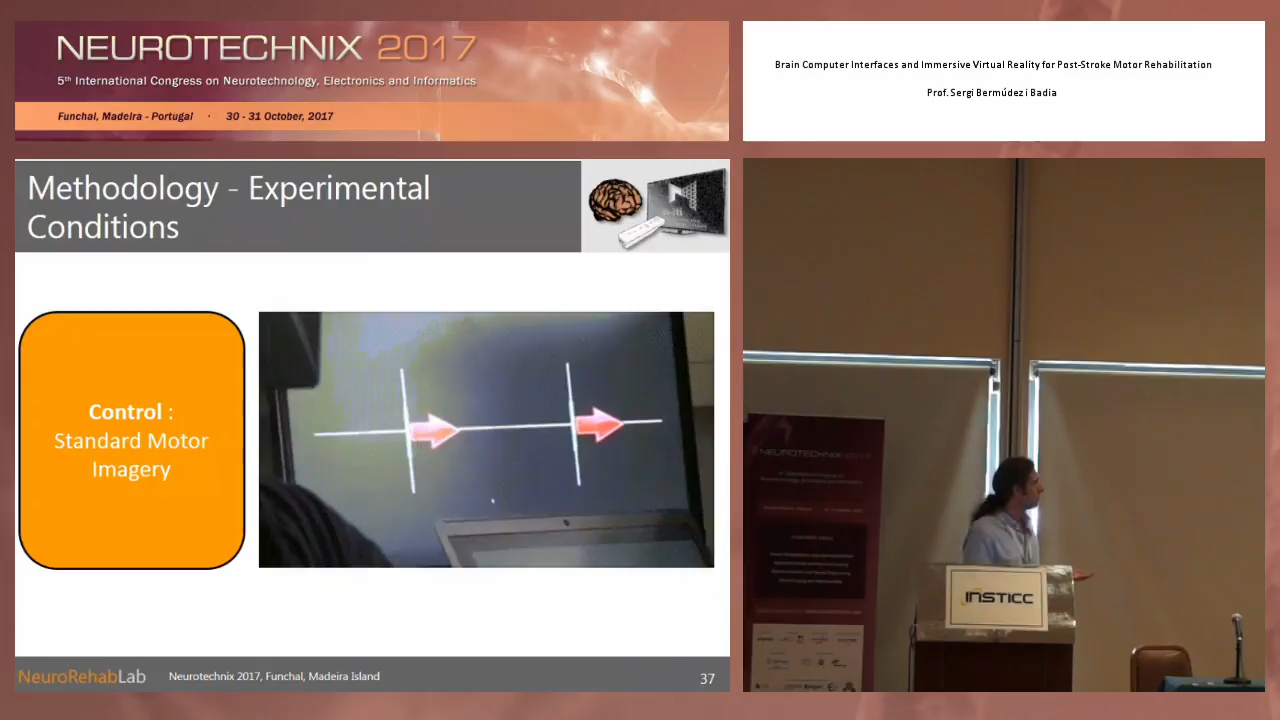 NEUROTECHNIX 2017
5th International Congress on Neurotechnology, Electronics and Informatics
Funchal, Madeira - Portugal · 30 - 31 October, 2017
Brain Computer Interfaces and Immersive Virtual Reality for Post-Stroke Motor Rehabilitation
Prof. Sergi Bermúdez i Badia
Methodology - Experimental
Conditions
Control :
Standard Motor
Imagery
NEUROTECHNIX 2017
INSTICC
NeuroRehabLab
Neurotechnix 2017, Funchal, Madeira Island
37